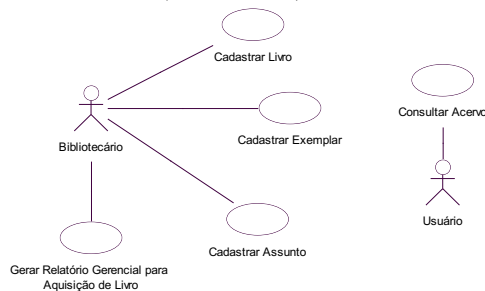 Cadastrar Livro
Consultar Acervo
Cadastrar Exemplar
Bibliotecário
Usuário
Cadastrar Assunto
Gerar Relatório Gerencial para
Aquisição de Livro